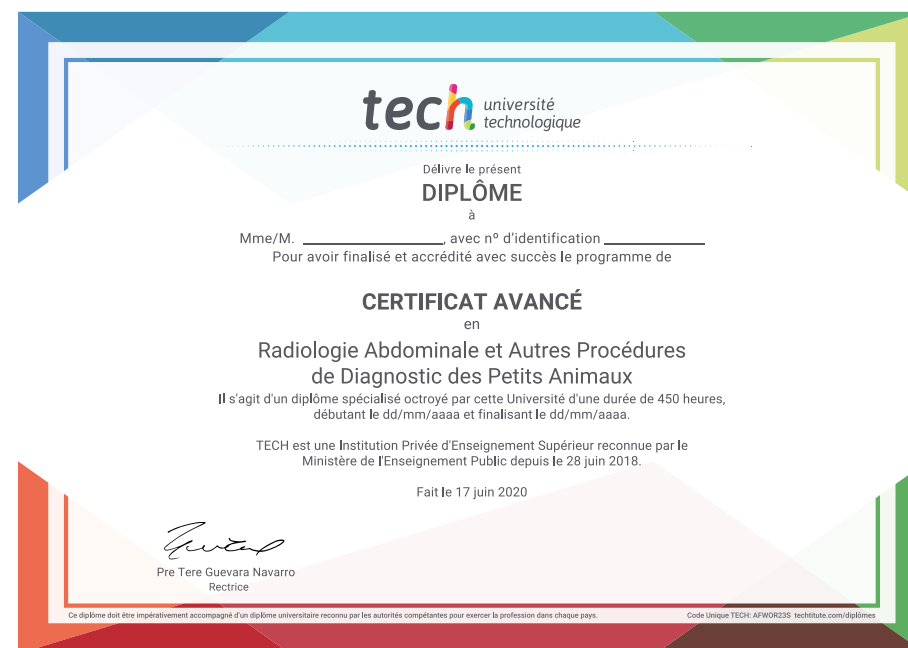 tech université
technologique
Délivre le présent
DIPLÔME
à
Mme/M. ____________________, avec nº d'identification ______________
Pour avoir finalisé et accrédité avec succès le programme de
CERTIFICAT AVANCÉ
en
Radiologie Abdominale et Autres Procédures
de Diagnostic des Petits Animaux
Il s'agit d'un diplôme spécialisé octroyé par cette Université d'une durée de 450 heures,
débutant le dd/mm/aaaa et finalisant le dd/mm/aaaa.
TECH est une Institution Privée d'Enseignement Supérieur reconnue par le
Ministère de l'Enseignement Public depuis le 28 juin 2018.
Fait le 17 juin 2020
Pre Tere Guevara Navarro
Rectrice
Ce diplôme doit être impérativement accompagné d'un diplôme universitaire reconnu par les autorités compétentes pour exercer la profession dans chaque pays.
Code Unique TECH: AFWOR23S techtitute.com/diplômes